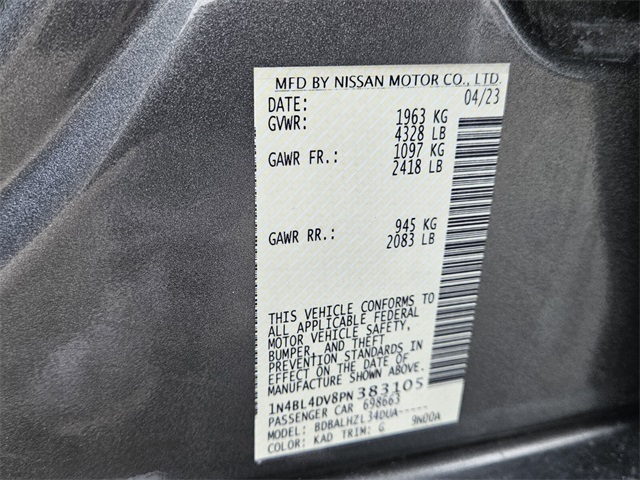 MFD BY NISSAN MOTOR CO., LTD.
DATE: 04/23
GVWR: 1963 KG
4328 LB
GAWR FR.: 1097 KG
2418 LB
GAWR RR.: 945 KG
2083 LB
THIS VEHICLE CONFORMS TO
ALL APPLICABLE FEDERAL
MOTOR VEHICLE SAFETY,
BUMPER, AND THEFT
PREVENTION STANDARDS IN
EFFECT ON THE DATE OF
MANUFACTURE SHOWN ABOVE.
1N4BL4DV8PN383105
PASSENGER CAR 698663
MODEL: BDBALHZL34DUA-----
COLOR: KAD TRIM: G 9N00A